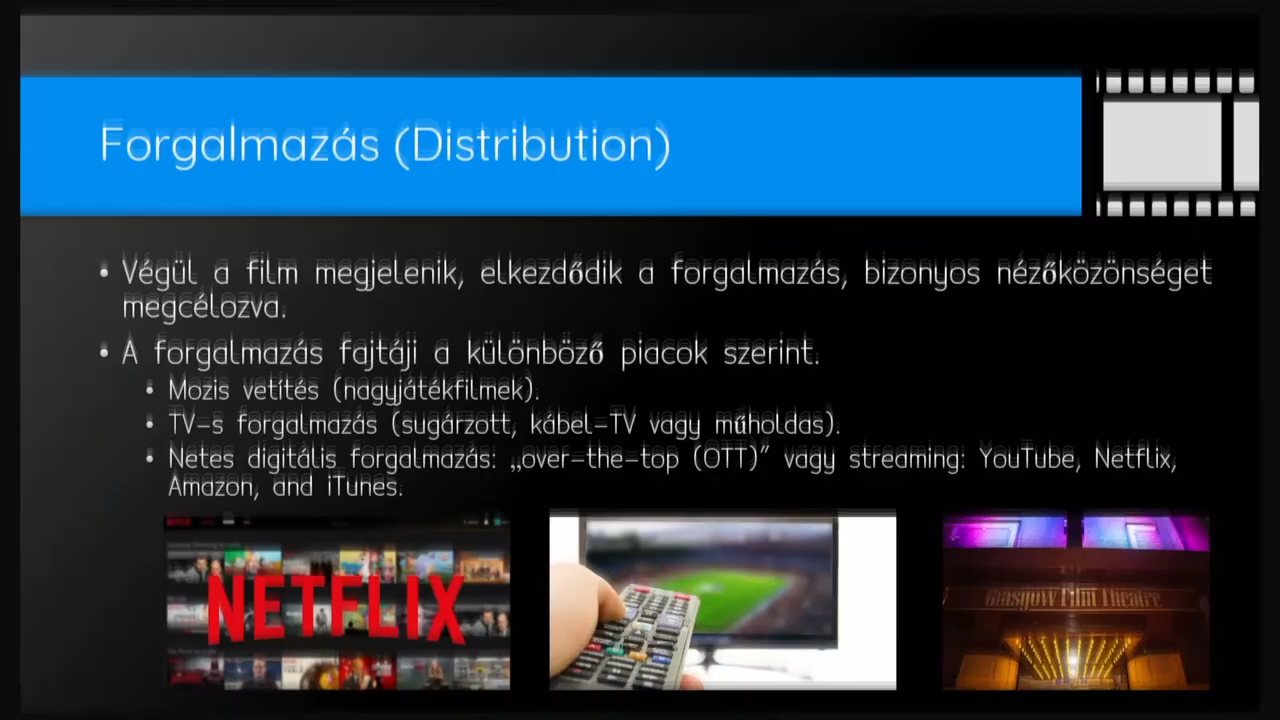 Forgalmazás (Distribution)
• Végül a film megjelenik, elkezdődik a forgalmazás, bizonyos nézőközönséget
megcélozva.
• A forgalmazás fajtáji a különböző piacok szerint.
• Mozis vetítés (nagyjátékfilmek).
• TV-s forgalmazás (sugárzott, kábel-TV vagy műholdas).
• Netes digitális forgalmazás: „over-the-top (OTT)” vagy streaming: YouTube, Netflix,
Amazon, and iTunes.
NETFLIX
Glasgow Film Theatre